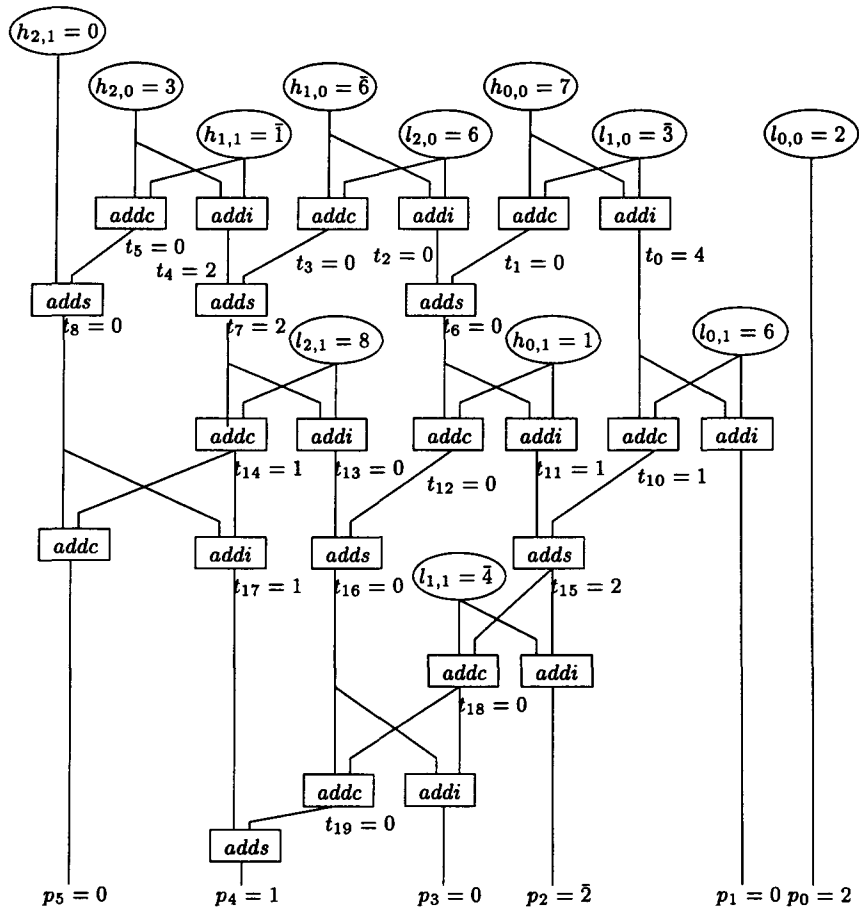 h₂,₁ = 0
h₂,₀ = 3 h₁,₀ = 6̄ h₀,₀ = 7
h₁,₁ = 1̄ l₂,₀ = 6 l₁,₀ = 3̄ l₀,₀ = 2
addc addi addc addi addc addi
t₅ = 0 t₄ = 2 t₃ = 0 t₂ = 0 t₁ = 0 t₀ = 4
adds adds adds
t₈ = 0 t₇ = 2 t₆ = 0
l₂,₁ = 8 h₀,₁ = 1 l₀,₁ = 6
addc addi addc addi addc addi
t₁₄ = 1 t₁₃ = 0 t₁₂ = 0 t₁₁ = 1 t₁₀ = 1
addc addi adds adds
t₁₇ = 1 t₁₆ = 0 l₁,₁ = 4̄ t₁₅ = 2
addc addi
t₁₈ = 0
addc addi
t₁₉ = 0
adds
p₅ = 0 p₄ = 1 p₃ = 0 p₂ = 2̄ p₁ = 0 p₀ = 2